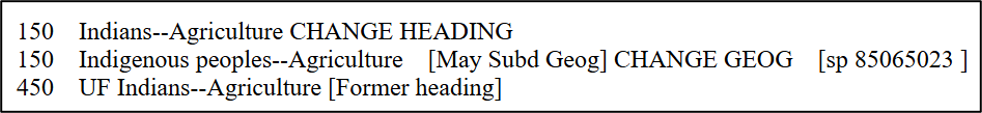 150 Indians--Agriculture CHANGE HEADING
150 Indigenous peoples--Agriculture [May Subd Geog] CHANGE GEOG [sp 85065023 ]
450 UF Indians--Agriculture [Former heading]